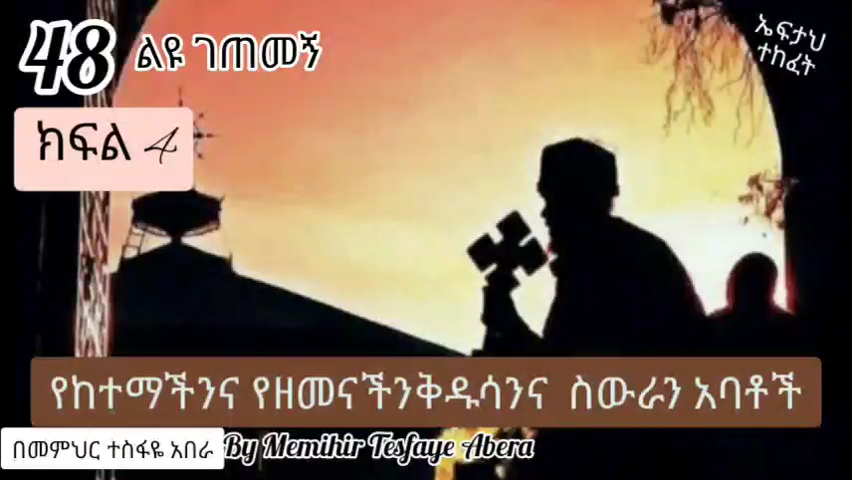 48 ልዩ ገጠመኝ
ኤፍታህ
ተከፈት
ክፍል 4
የከተማችንና የዘመናችንቅዱሳንና ስውራን አባቶች
በመምህር ተስፋዬ አበራ By Memihir Tesfaye Abera